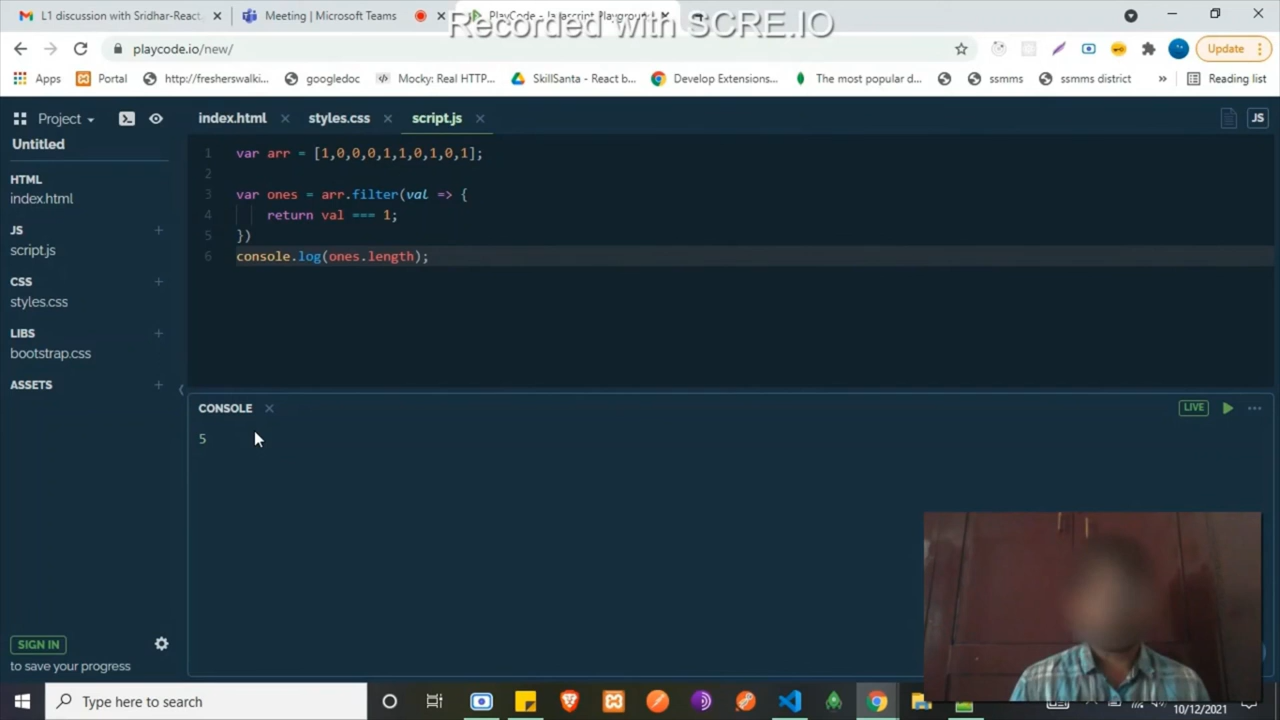 L1 discussion with Sridhar-React
Meeting | Microsoft Teams
PlayCode - Javascript Playground
Recorded with SCRE.IO
playcode.io/new/
Update
Apps
Portal
http://fresherswalki...
googledoc
Mocky: Real HTTP...
SkillSanta - React b...
Develop Extensions...
The most popular d...
ssmms
ssmms district
»
Reading list
Project
index.html
styles.css
script.js
JS
Untitled
HTML
index.html
JS
script.js
CSS
styles.css
LIBS
bootstrap.css
ASSETS
1 var arr = [1,0,0,0,1,1,0,1,0,1];
2
3 var ones = arr.filter(val => {
4 return val === 1;
5 })
6 console.log(ones.length);
CONSOLE
LIVE
5
SIGN IN
to save your progress
Type here to search
10/12/2021